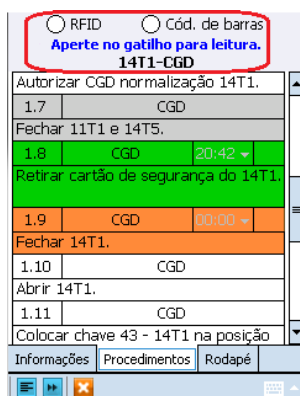 RFID Cód. de barras
Aperte no gatilho para leitura.
14T1-CGD
Autorizar CGD normalização 14T1.
1.7 CGD
Fechar 11T1 e 14T5.
1.8 CGD 20:42
Retirar cartão de segurança do 14T1.
1.9 CGD 00:00
Fechar 14T1.
1.10 CGD
Abrir 14T1.
1.11 CGD
Colocar chave 43 - 14T1 na posição
Informações Procedimentos Rodapé